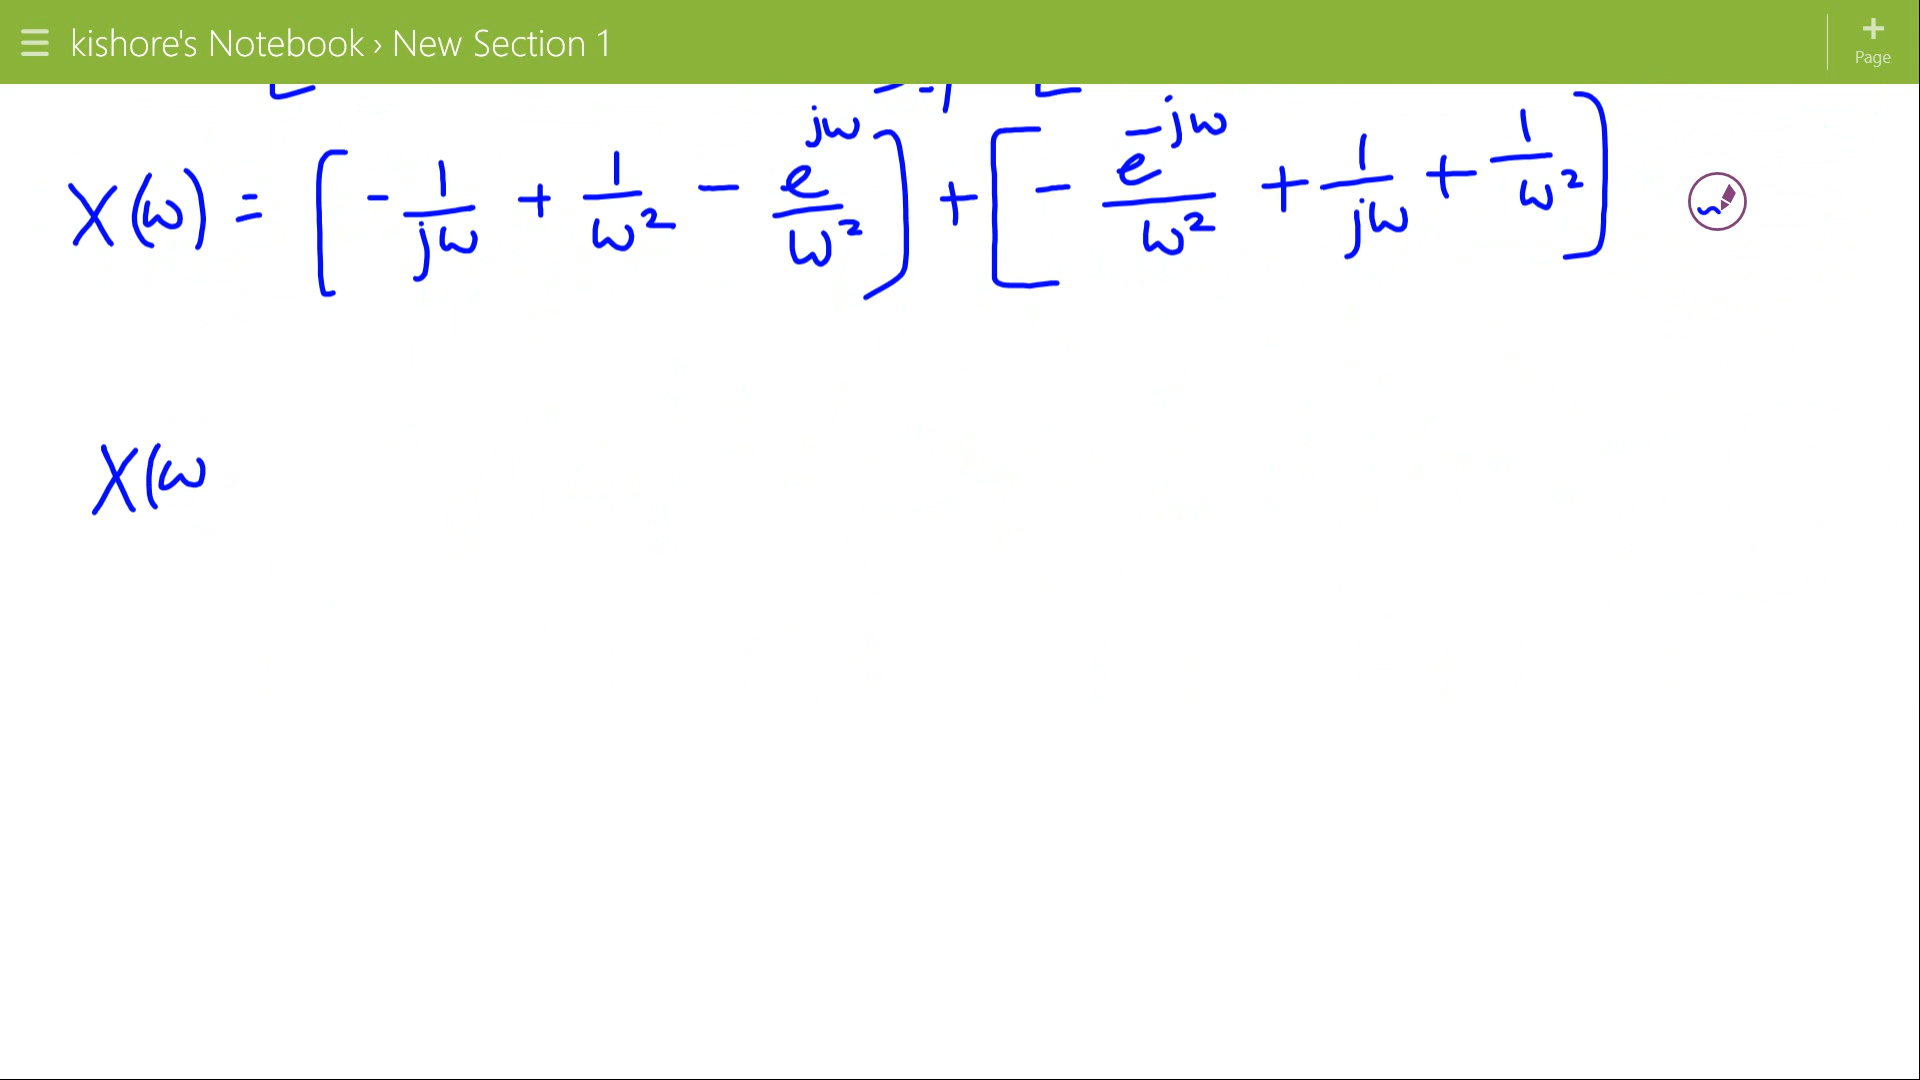 kishore's Notebook › New Section 1
Page
X(ω) = [ - 1/jω + 1/ω² - e^jω/ω² ] + [ - e^-jω/ω² + 1/jω + 1/ω² ]
X(ω